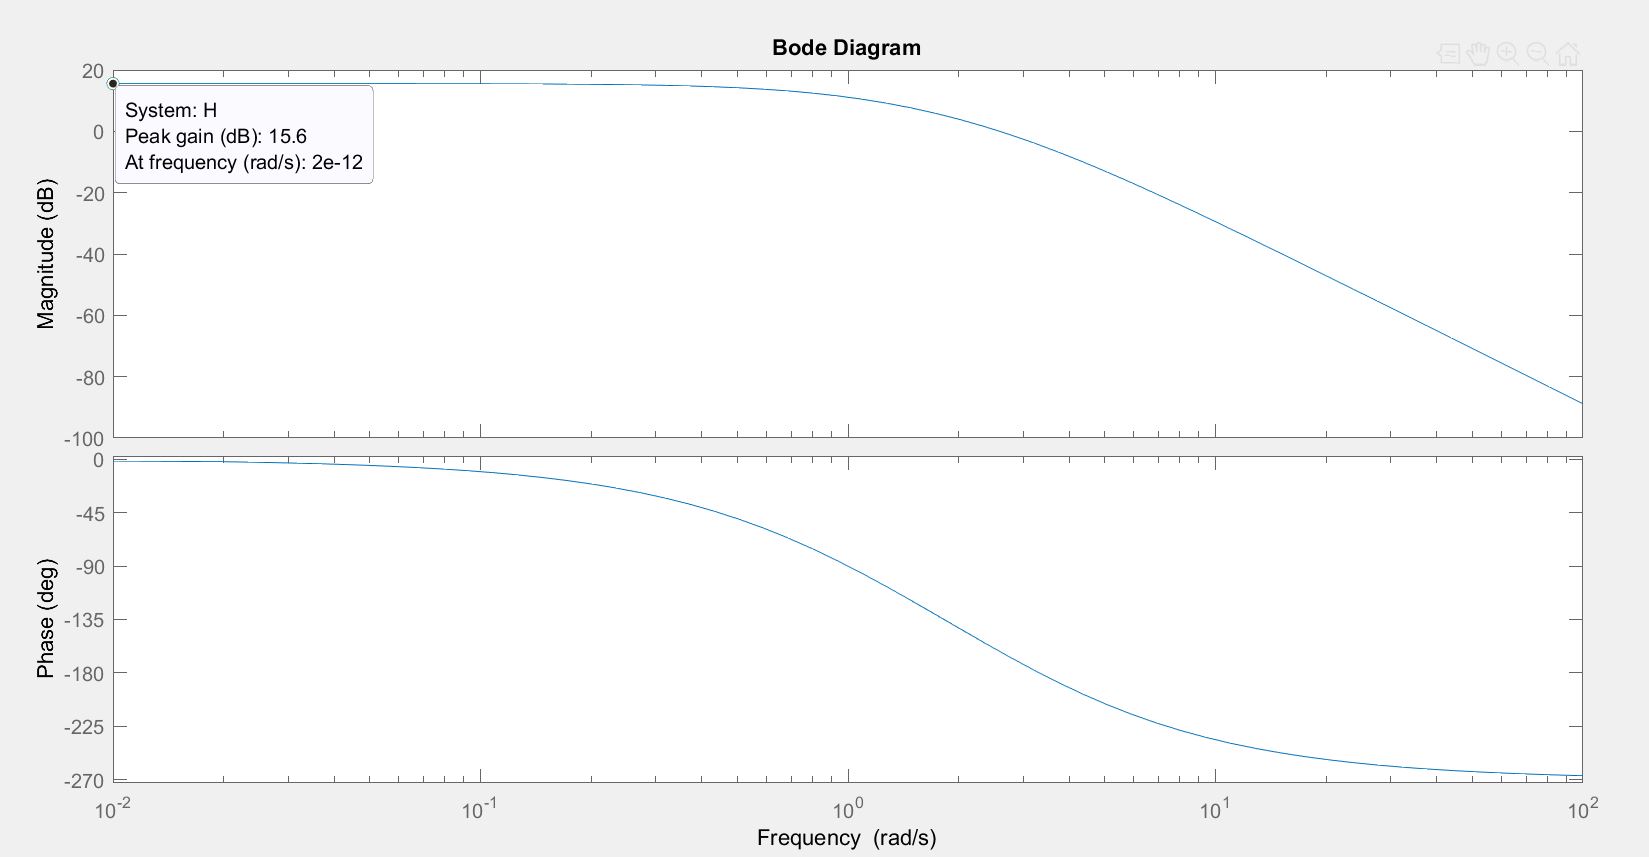 Bode Diagram
20
0
-20
-40
-60
-80
-100
Magnitude (dB)
System: H
Peak gain (dB): 15.6
At frequency (rad/s): 2e-12
0
-45
-90
-135
-180
-225
-270
Phase (deg)
10-2 10-1 100 101 102
Frequency (rad/s)